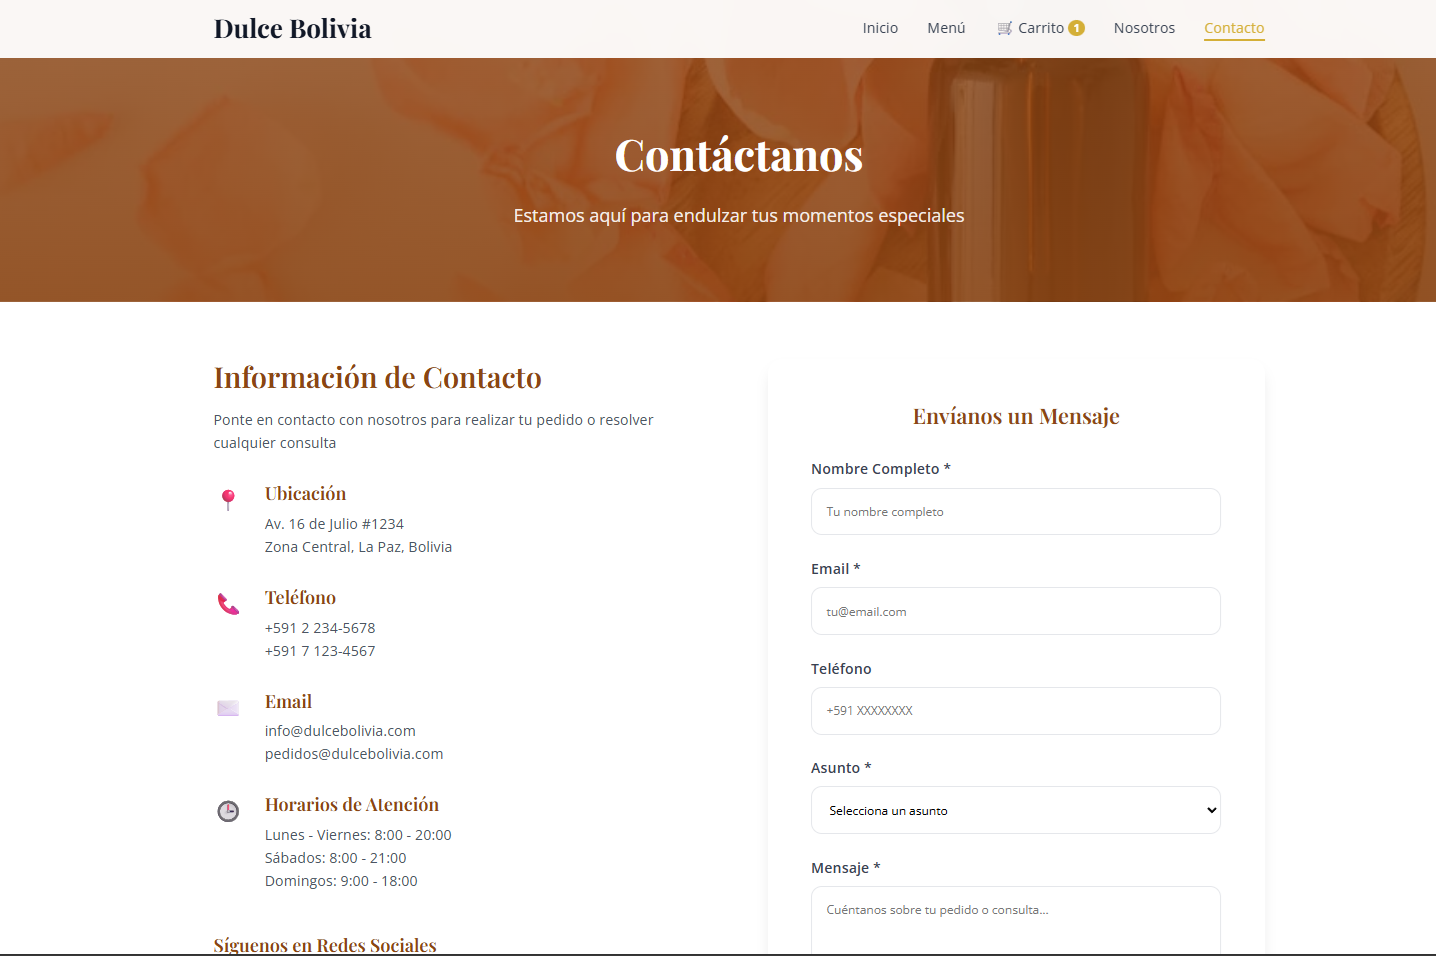 Dulce Bolivia
Inicio
Menú
Carrito 1
Nosotros
Contacto
Contáctanos
Estamos aquí para endulzar tus momentos especiales
Información de Contacto
Ponte en contacto con nosotros para realizar tu pedido o resolver
cualquier consulta
Ubicación
Av. 16 de Julio #1234
Zona Central, La Paz, Bolivia
Teléfono
+591 2 234-5678
+591 7 123-4567
Email
info@dulcebolivia.com
pedidos@dulcebolivia.com
Horarios de Atención
Lunes - Viernes: 8:00 - 20:00
Sábados: 8:00 - 21:00
Domingos: 9:00 - 18:00
Síguenos en Redes Sociales
Envíanos un Mensaje
Nombre Completo *
Tu nombre completo
Email *
tu@email.com
Teléfono
+591 XXXXXXXX
Asunto *
Selecciona un asunto
Mensaje *
Cuéntanos sobre tu pedido o consulta...